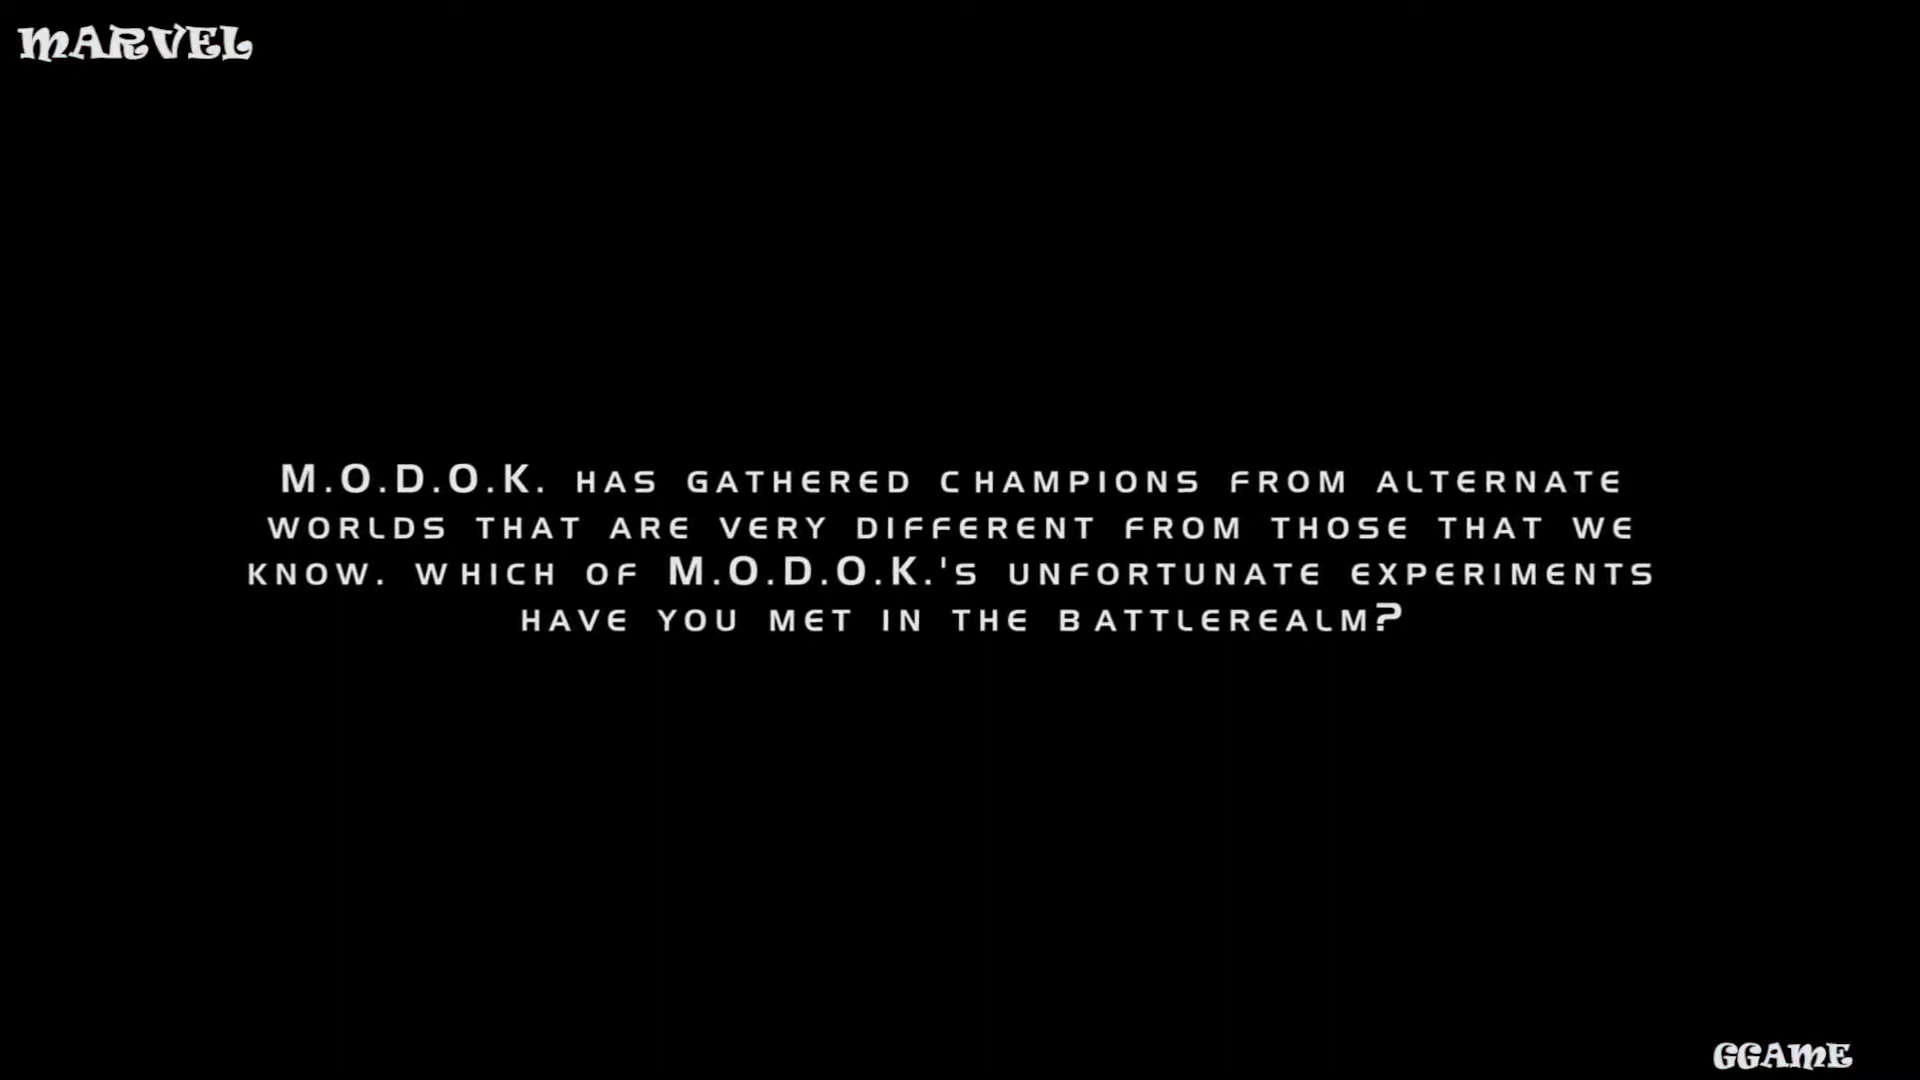 MARVEL
M.O.D.O.K. HAS GATHERED CHAMPIONS FROM ALTERNATE
WORLDS THAT ARE VERY DIFFERENT FROM THOSE THAT WE
KNOW. WHICH OF M.O.D.O.K.'S UNFORTUNATE EXPERIMENTS
HAVE YOU MET IN THE BATTLEREALM?
GGAME